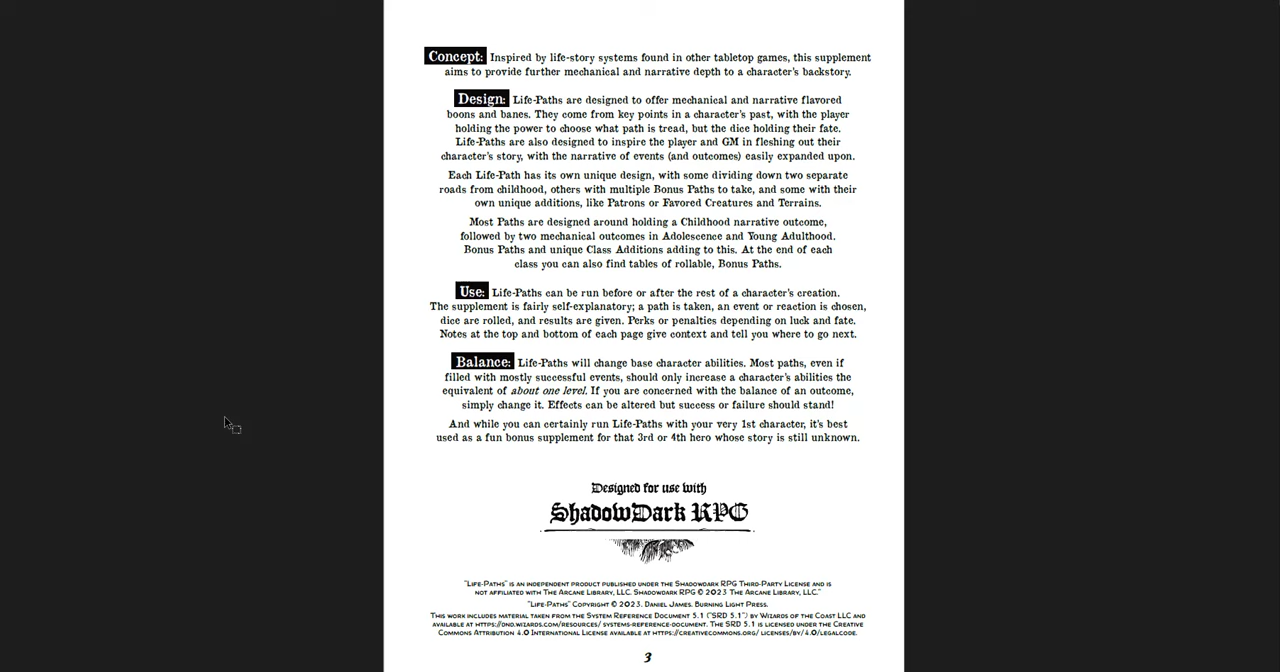 Concept: Inspired by life-story systems found in other tabletop games, this supplement
aims to provide further mechanical and narrative depth to a character's backstory.
Design: Life-Paths are designed to offer mechanical and narrative flavored
boons and banes. They come from key points in a character's past, with the player
holding the power to choose what path is tread, but the dice holding their fate.
Life-Paths are also designed to inspire the player and GM in fleshing out their
character's story, with the narrative of events (and outcomes) easily expanded upon.
Each Life-Path has its own unique design, with some dividing down two separate
roads from childhood, others with multiple Bonus Paths to take, and some with their
own unique additions, like Patrons or Favored Creatures and Terrains.
Most Paths are designed around holding a Childhood narrative outcome,
followed by two mechanical outcomes in Adolescence and Young Adulthood.
Bonus Paths and unique Class Additions adding to this. At the end of each
class you can also find tables of rollable, Bonus Paths.
Use: Life-Paths can be run before or after the rest of a character's creation.
The supplement is fairly self-explanatory; a path is taken, an event or reaction is chosen,
dice are rolled, and results are given. Perks or penalties depending on luck and fate.
Notes at the top and bottom of each page give context and tell you where to go next.
Balance: Life-Paths will change base character abilities. Most paths, even if
filled with mostly successful events, should only increase a character's abilities the
equivalent of about one level. If you are concerned with the balance of an outcome,
simply change it. Effects can be altered but success or failure should stand!
And while you can certainly run Life-Paths with your very 1st character, it's best
used as a fun bonus supplement for that 3rd or 4th hero whose story is still unknown.
Designed for use with
ShadowDark RPG
"Life-Paths" is an independent product published under the Shadowdark RPG Third-Party License and is
not affiliated with The Arcane Library, LLC. Shadowdark RPG © 2023 The Arcane Library, LLC."
"Life-Paths" Copyright © 2023. Daniel James. Burning Light Press.
This work includes material taken from the System Reference Document 5.1 ("SRD 5.1") by Wizards of the Coast LLC and
available at https://dnd.wizards.com/resources/ systems-reference-document. The SRD 5.1 is licensed under the Creative
Commons Attribution 4.0 International License available at https://creativecommons.org/ licenses/by/4.0/legalcode.
3